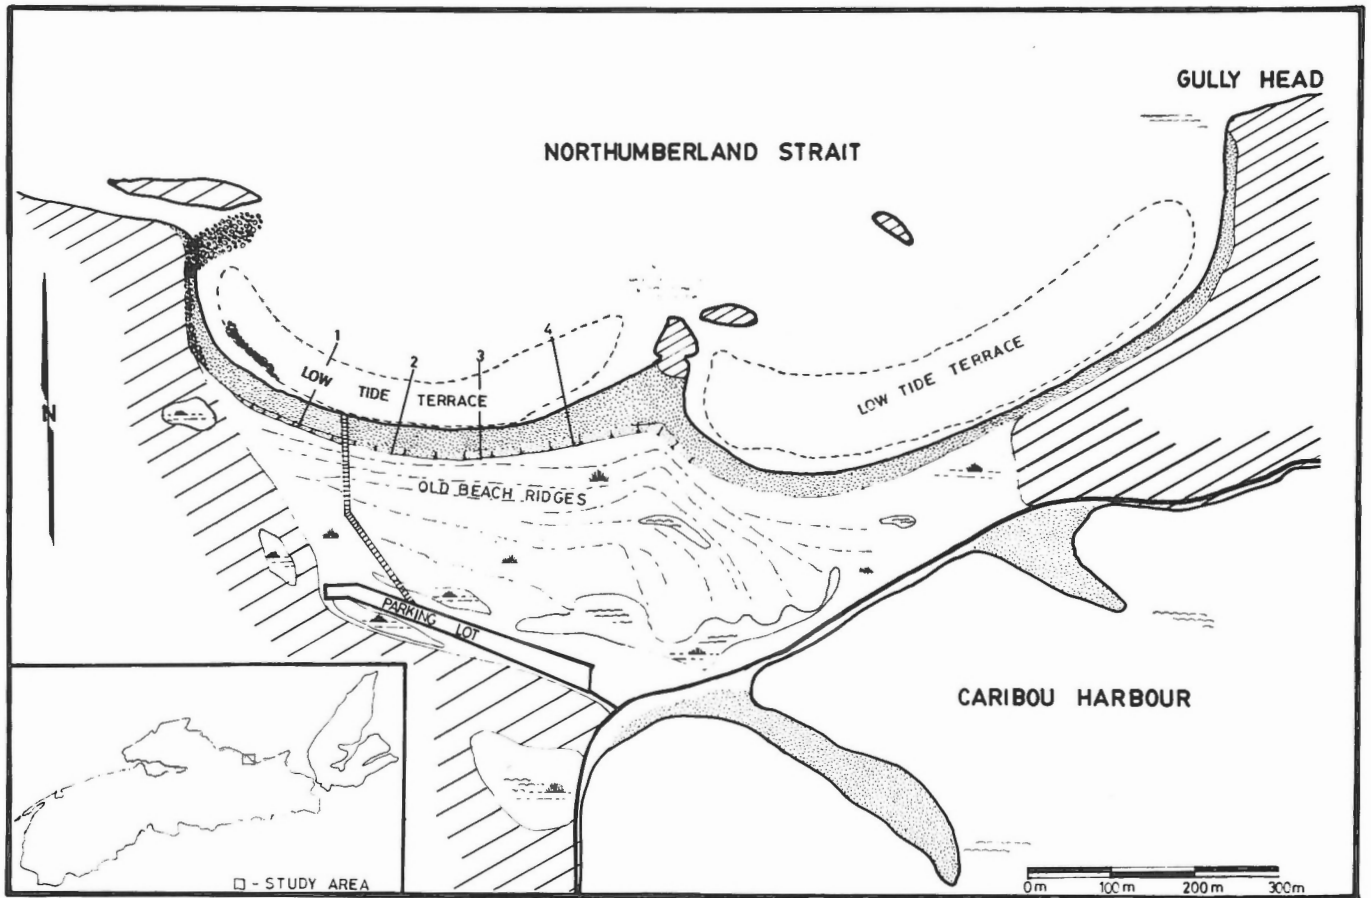 GULLY HEAD
NORTHUMBERLAND STRAIT
1
2
3
4
LOW TIDE TERRACE
LOW TIDE TERRACE
N
OLD BEACH RIDGES
PARKING LOT
CARIBOU HARBOUR
- STUDY AREA
0m 100m 200m 300m